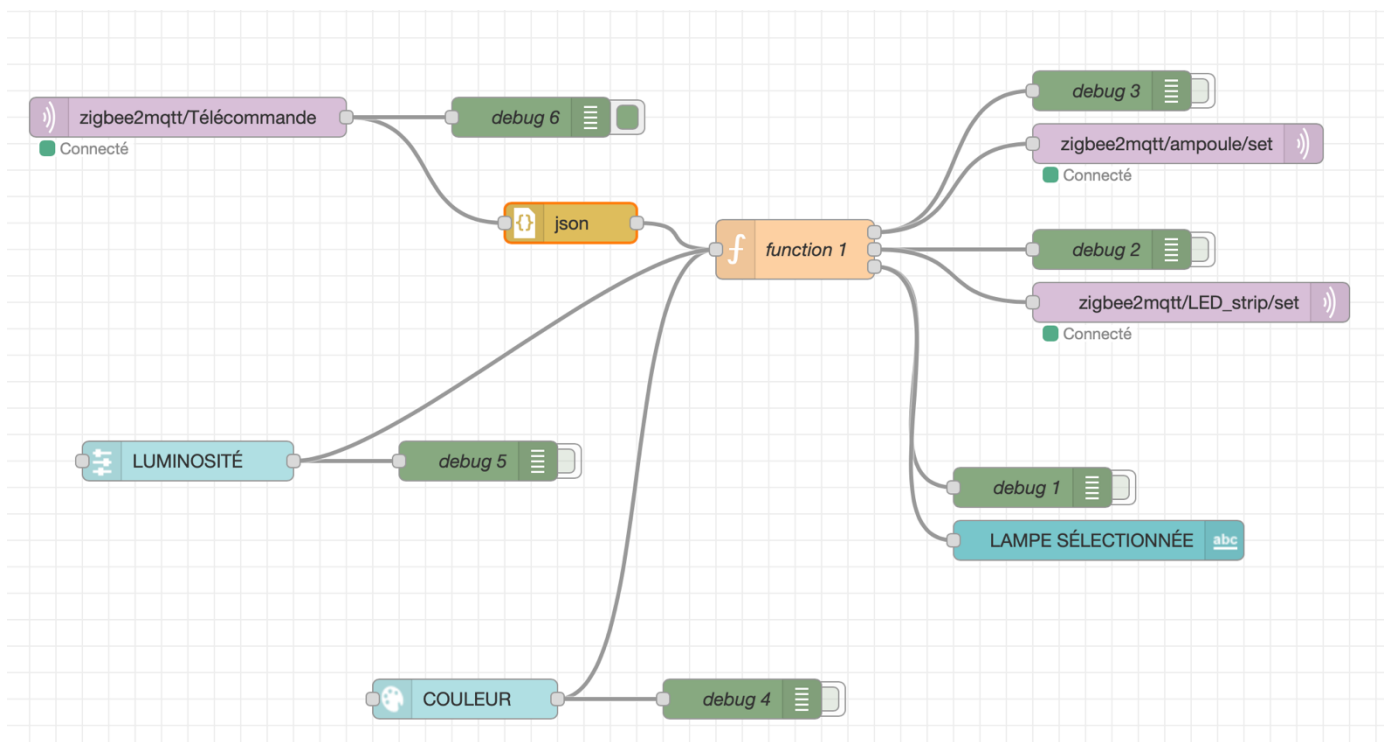 debug 3
zigbee2mqtt/Télécommande
debug 6
Connecté
zigbee2mqtt/ampoule/set
Connecté
{} json
function 1
debug 2
zigbee2mqtt/LED_strip/set
Connecté
LUMINOSITÉ
debug 5
debug 1
LAMPE SÉLECTIONNÉE abc
COULEUR
debug 4